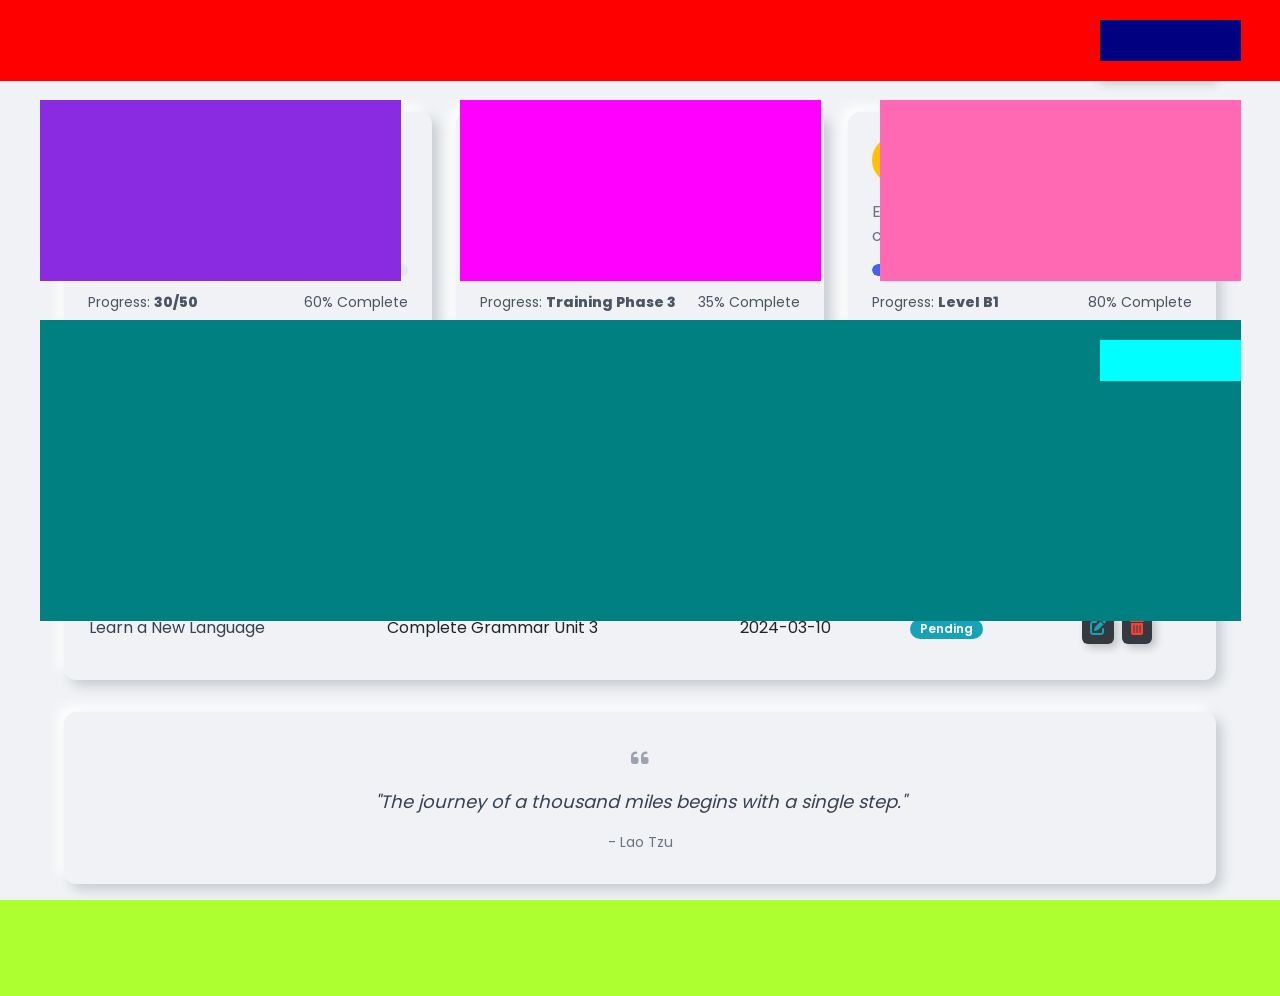 E
c
Progress: 30/50 60% Complete
Progress: Training Phase 3 35% Complete
Progress: Level B1 80% Complete
Learn a New Language Complete Grammar Unit 3 2024-03-10 Pending
"The journey of a thousand miles begins with a single step."
- Lao Tzu